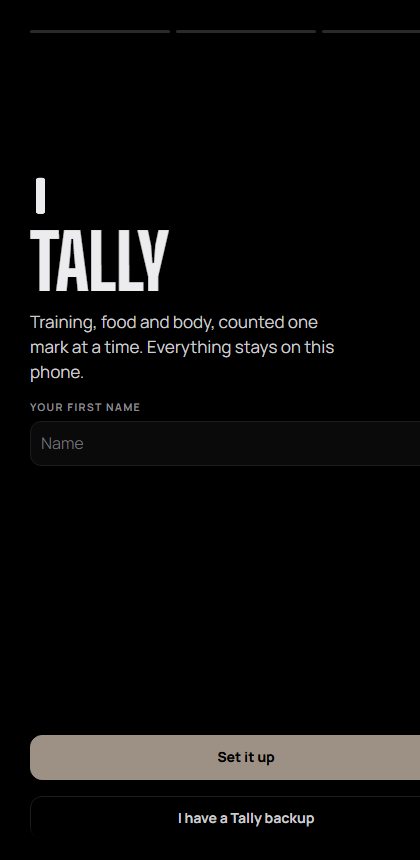 TALLY
Training, food and body, counted one
mark at a time. Everything stays on this
phone.
YOUR FIRST NAME
Name
Set it up
I have a Tally backup